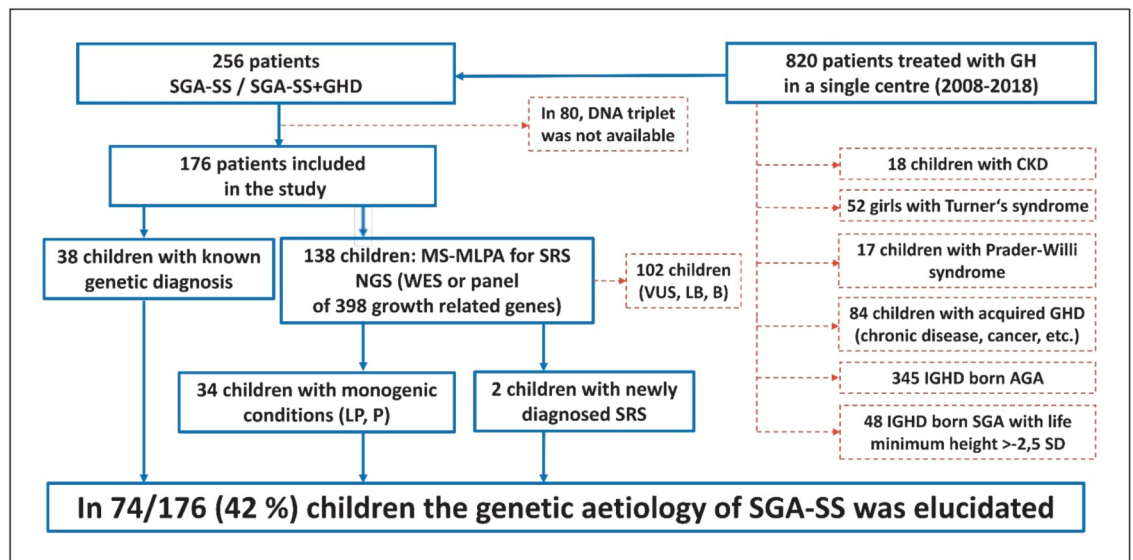 256 patients
SGA-SS / SGA-SS+GHD
820 patients treated with GH
in a single centre (2008-2018)
In 80, DNA triplet
was not available
176 patients included
in the study
18 children with CKD
52 girls with Turner‘s syndrome
38 children with known
genetic diagnosis
138 children: MS-MLPA for SRS
NGS (WES or panel
of 398 growth related genes)
102 children
(VUS, LB, B)
17 children with Prader-Willi
syndrome
84 children with acquired GHD
(chronic disease, cancer, etc.)
34 children with monogenic
conditions (LP, P)
2 children with newly
diagnosed SRS
345 IGHD born AGA
48 IGHD born SGA with life
minimum height >-2,5 SD
In 74/176 (42 %) children the genetic aetiology of SGA-SS was elucidated